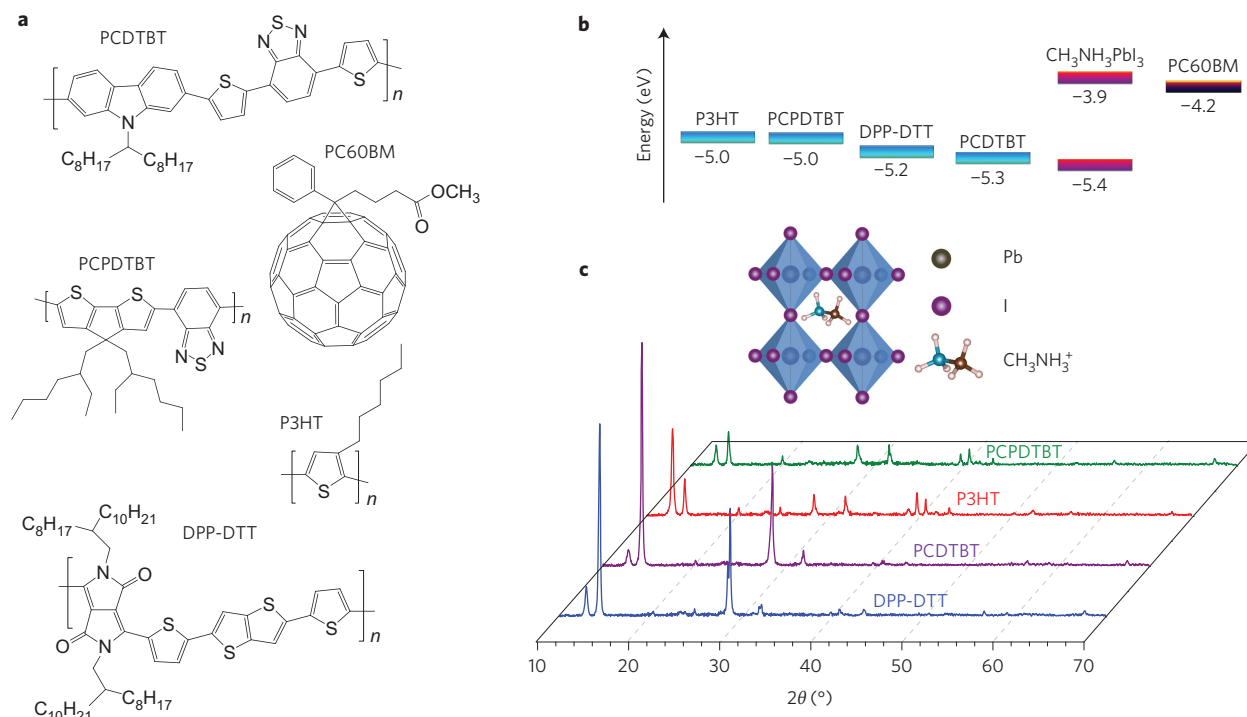 a
PCDTBT
S
N
N
S
S
n
N
C₈H₁₇ C₈H₁₇
PC60BM
OCH₃
O
PCPDTBT
S
S
n
N
S
N
P3HT
S
n
C₁₀H₂₁
C₈H₁₇
DPP-DTT
N
O
S
S
n
O
N
S
S
C₈H₁₇
C₁₀H₂₁
b
Energy (eV)
P3HT
−5.0
PCPDTBT
−5.0
DPP-DTT
−5.2
PCDTBT
−5.3
CH₃NH₃PbI₃
−3.9
−5.4
PC60BM
−4.2
c
Pb
I
CH₃NH₃⁺
PCPDTBT
P3HT
PCDTBT
DPP-DTT
10 20 30 40 50 60 70
2θ (°)